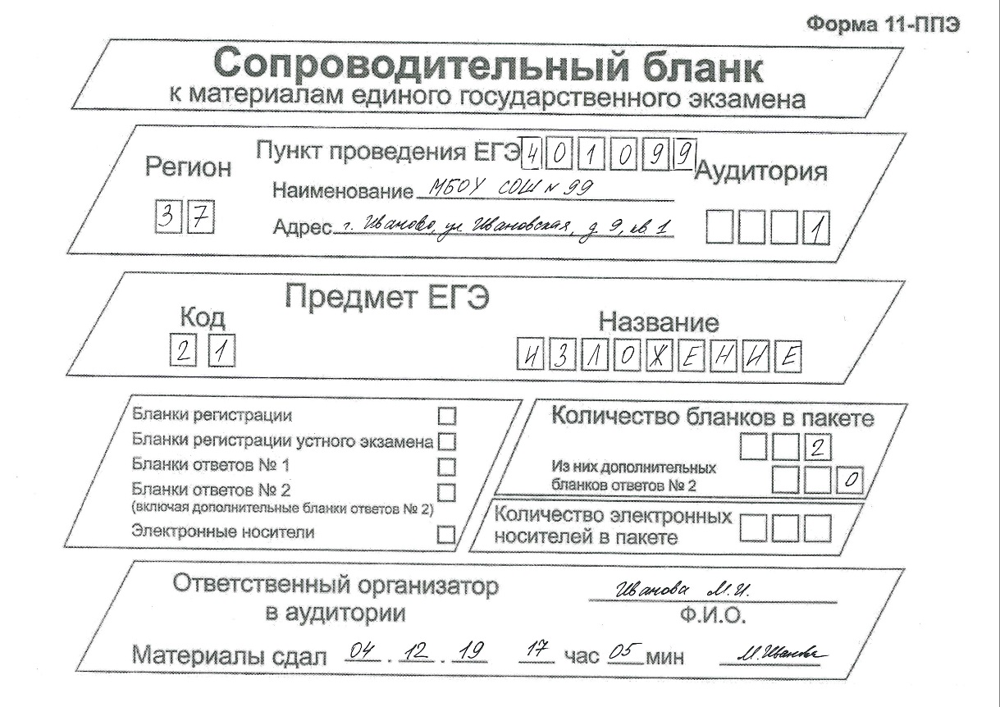 Форма 11-ППЭ
Сопроводительный бланк
к материалам единого государственного экзамена
Пункт проведения ЕГЭ 401099
Регион
Аудитория
Наименование МБОУ СОШ № 99
37
Адрес г. Иваново, ул Ивановская, д. 9, кв 1
1
Предмет ЕГЭ
Код
Название
21
ИЗЛОЖЕНИЕ
Бланки регистрации
Бланки регистрации устного экзамена
Бланки ответов № 1
Бланки ответов № 2
(включая дополнительные бланки ответов № 2)
Электронные носители
Количество бланков в пакете
2
Из них дополнительных
бланков ответов № 2
0
Количество электронных
носителей в пакете
Ответственный организатор
в аудитории
Иванова М.И.
Ф.И.О.
Материалы сдал 04 . 12 . 19 17 час 05 мин М.Иванова